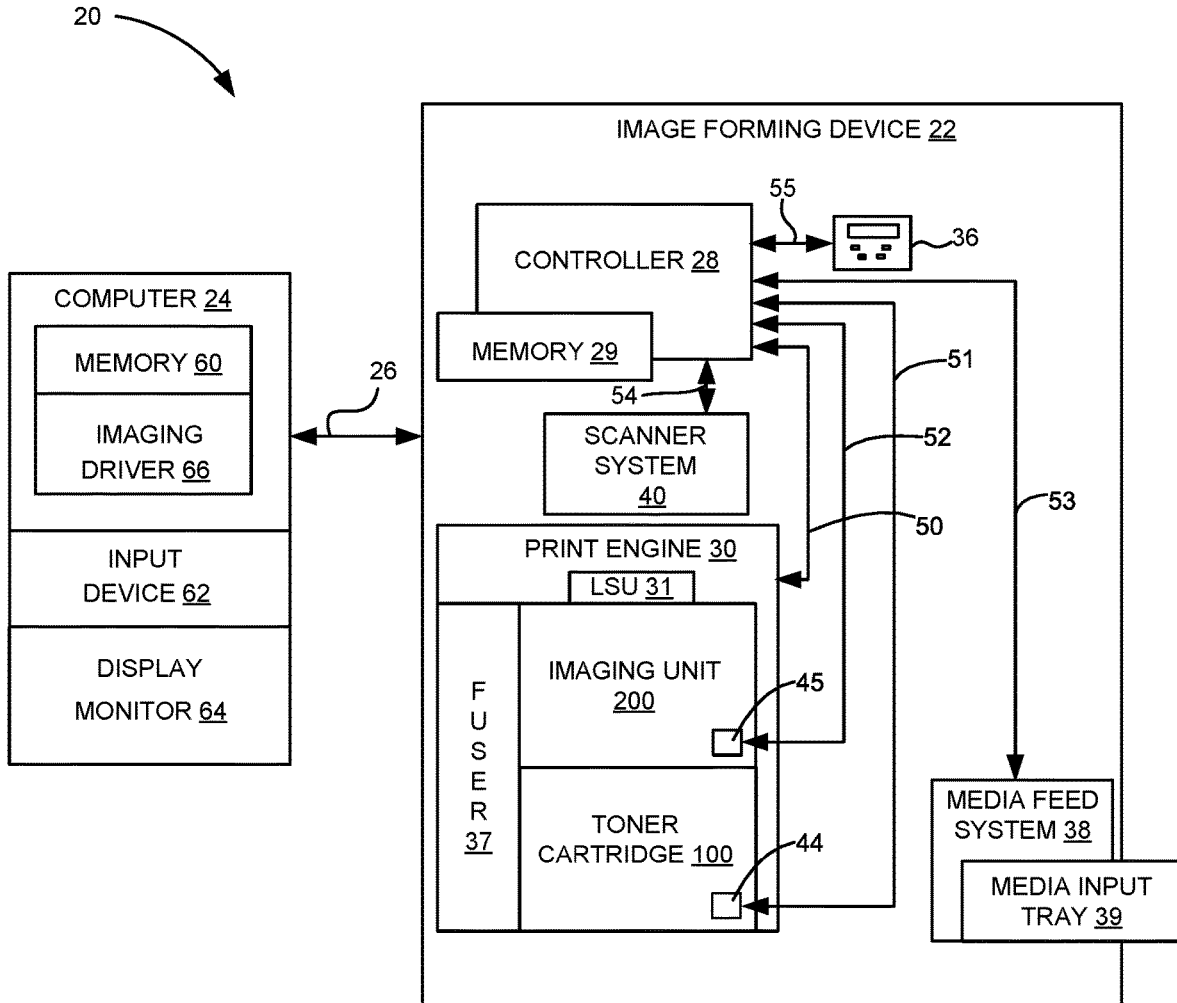 20
IMAGE FORMING DEVICE 22
55
36
CONTROLLER 28
MEMORY 29
54
SCANNER
SYSTEM
40
COMPUTER 24
MEMORY 60
IMAGING
DRIVER 66
26
INPUT
DEVICE 62
DISPLAY
MONITOR 64
51
52
53
50
PRINT ENGINE 30
LSU 31
FUSER
37
IMAGING UNIT
200
45
TONER
CARTRIDGE 100
44
MEDIA FEED
SYSTEM 38
MEDIA INPUT
TRAY 39